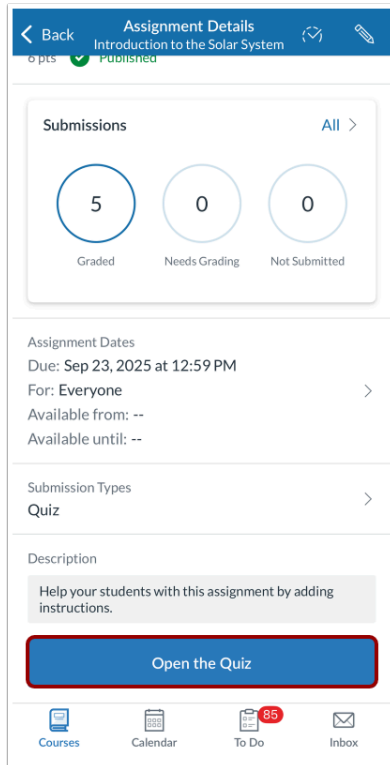 Back
Assignment Details
Introduction to the Solar System
6 pts Published
Submissions
All
5
0
0
Graded
Needs Grading
Not Submitted
Assignment Dates
Due: Sep 23, 2025 at 12:59 PM
For: Everyone
Available from: --
Available until: --
Submission Types
Quiz
Description
Help your students with this assignment by adding
instructions.
Open the Quiz
85
Courses
Calendar
To Do
Inbox